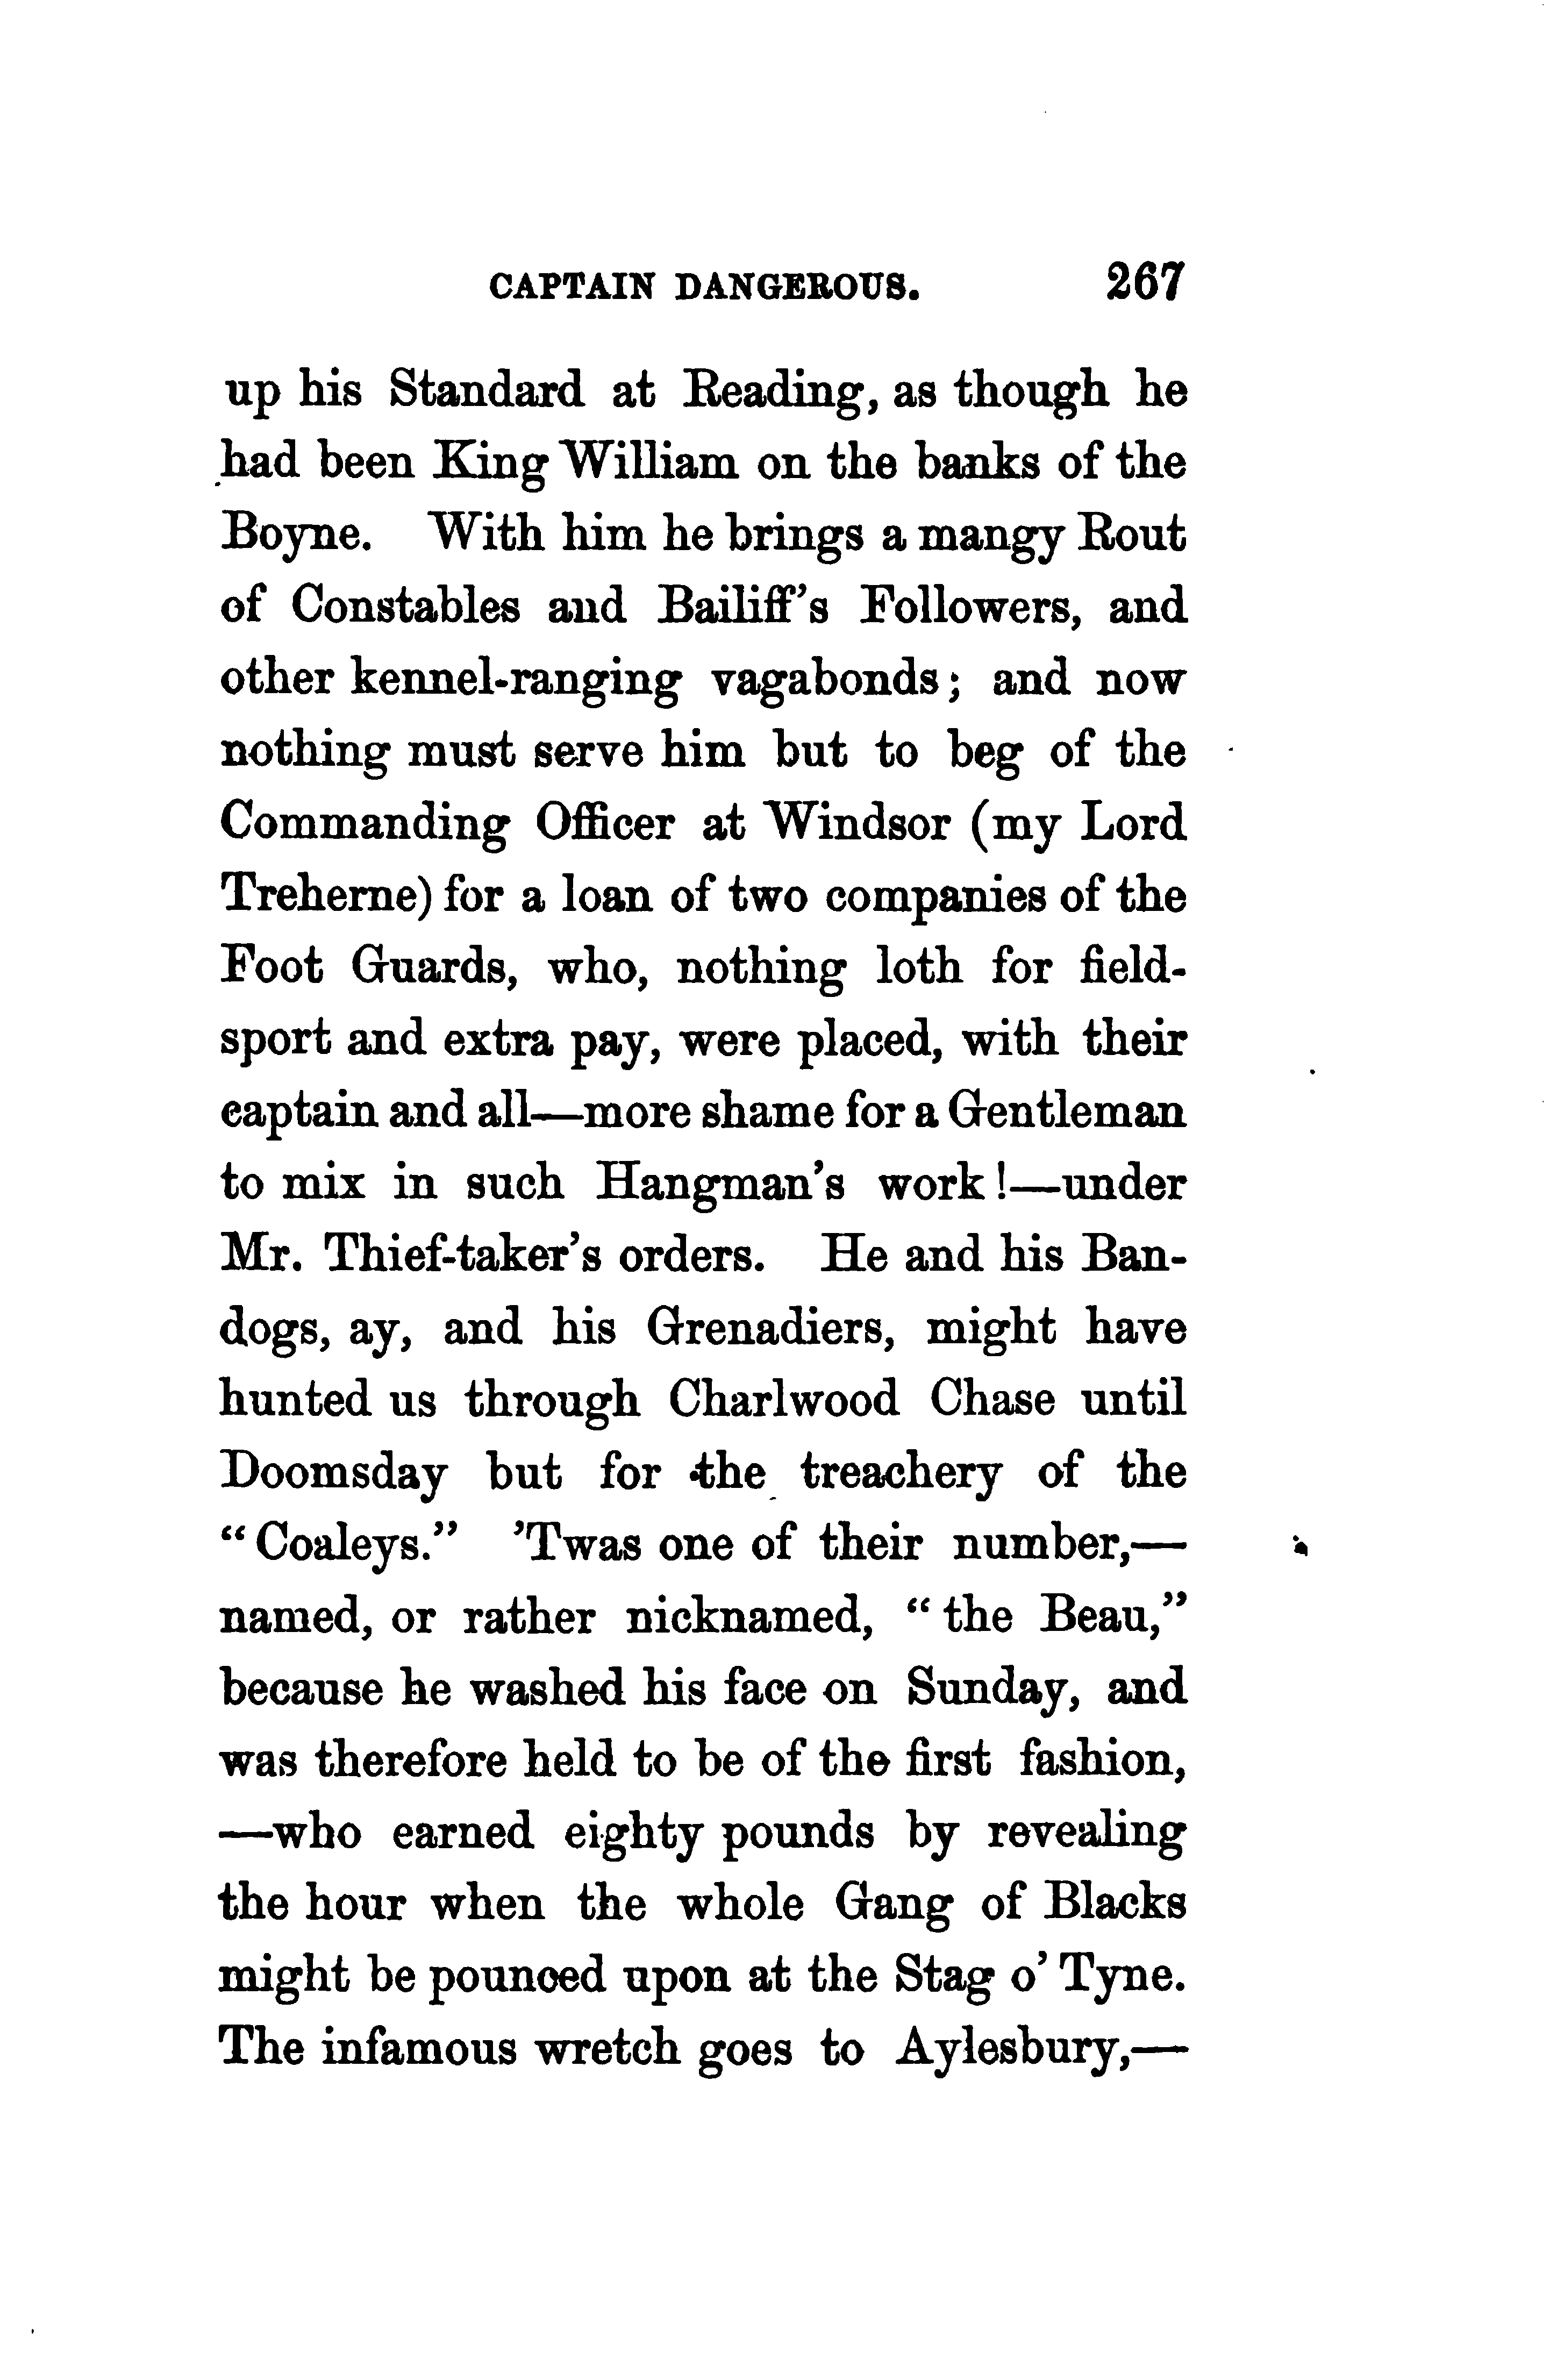 CAPTAIN DANGEROUS. 267
up his Standard at Reading, as though he
had been King William on the banks of the
Boyne. With him he brings a mangy Rout
of Constables and Bailiff's Followers, and
other kennel-ranging vagabonds; and now
nothing must serve him but to beg of the
Commanding Officer at Windsor (my Lord
Treherne) for a loan of two companies of the
Foot Guards, who, nothing loth for field-
sport and extra pay, were placed, with their
captain and all—more shame for a Gentleman
to mix in such Hangman's work!—under
Mr. Thief-taker's orders. He and his Ban-
dogs, ay, and his Grenadiers, might have
hunted us through Charlwood Chase until
Doomsday but for the treachery of the
"Coaleys." 'Twas one of their number,—
named, or rather nicknamed, "the Beau,"
because he washed his face on Sunday, and
was therefore held to be of the first fashion,
—who earned eighty pounds by revealing
the hour when the whole Gang of Blacks
might be pounced upon at the Stag o' Tyne.
The infamous wretch goes to Aylesbury,—